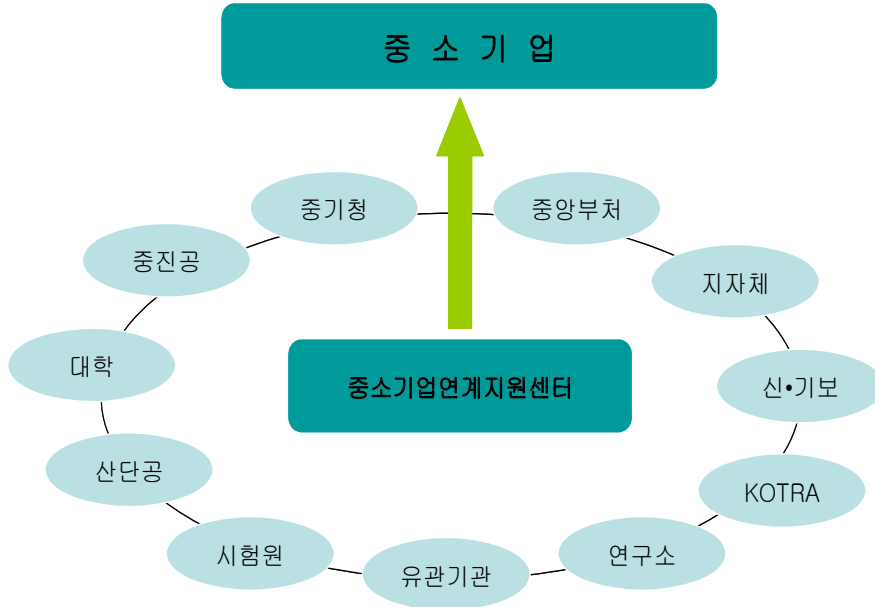 중 소 기 업
중기청
중앙부처
중진공
지자체
대학
중소기업연계지원센터
신•기보
산단공
KOTRA
시험원
연구소
유관기관